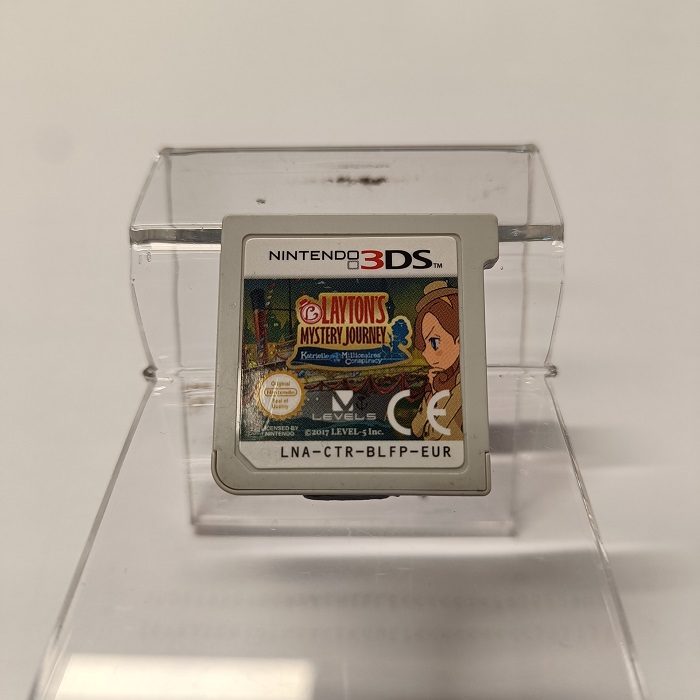 NINTENDO 3DS™
LAYTON'S
MYSTERY JOURNEY
Katrielle and the Millionaires'
Conspiracy
Original
Nintendo
Seal of
Quality
LICENSED BY
NINTENDO
LEVEL5
©2017 LEVEL-5 Inc.
CE
LNA-CTR-BLFP-EUR